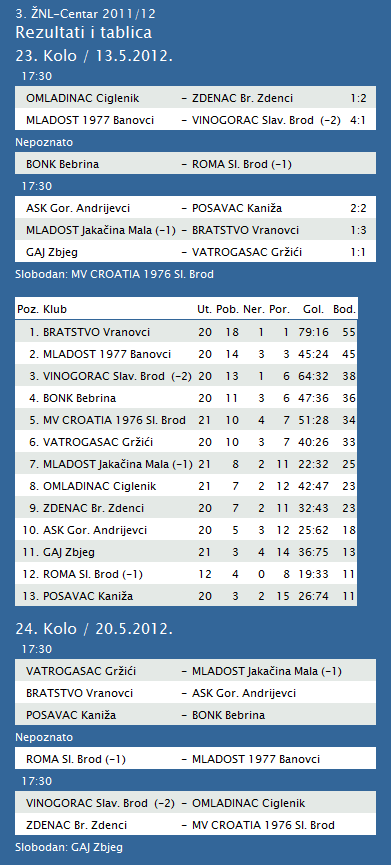 3. ŽNL-Centar 2011/12
Rezultati i tablica
23. Kolo / 13.5.2012.
17:30
OMLADINAC Ciglenik – ZDENAC Br. Zdenci 1:2
MLADOST 1977 Banovci – VINOGORAC Slav. Brod (-2) 4:1
Nepoznato
BONK Bebrina – ROMA Sl. Brod (-1)
17:30
ASK Gor. Andrijevci – POSAVAC Kaniža 2:2
MLADOST Jakačina Mala (-1) – BRATSTVO Vranovci 1:3
GAJ Zbjeg – VATROGASAC Gržići 1:1
Slobodan: MV CROATIA 1976 Sl. Brod
Poz. Klub Ut. Pob. Ner. Por. Gol. Bod.
1. BRATSTVO Vranovci 20 18 1 1 79:16 55
2. MLADOST 1977 Banovci 20 14 3 3 45:24 45
3. VINOGORAC Slav. Brod (-2) 20 13 1 6 64:32 38
4. BONK Bebrina 20 11 3 6 47:36 36
5. MV CROATIA 1976 Sl. Brod 21 10 4 7 51:28 34
6. VATROGASAC Gržići 20 10 3 7 40:26 33
7. MLADOST Jakačina Mala (-1) 21 8 2 11 22:32 25
8. OMLADINAC Ciglenik 21 7 2 12 42:47 23
9. ZDENAC Br. Zdenci 20 7 2 11 32:43 23
10. ASK Gor. Andrijevci 20 5 3 12 25:62 18
11. GAJ Zbjeg 21 3 4 14 36:75 13
12. ROMA Sl. Brod (-1) 12 4 0 8 19:33 11
13. POSAVAC Kaniža 20 3 2 15 26:74 11
24. Kolo / 20.5.2012.
17:30
VATROGASAC Gržići – MLADOST Jakačina Mala (-1)
BRATSTVO Vranovci – ASK Gor. Andrijevci
POSAVAC Kaniža – BONK Bebrina
Nepoznato
ROMA Sl. Brod (-1) – MLADOST 1977 Banovci
17:30
VINOGORAC Slav. Brod (-2) – OMLADINAC Ciglenik
ZDENAC Br. Zdenci – MV CROATIA 1976 Sl. Brod
Slobodan: GAJ Zbjeg